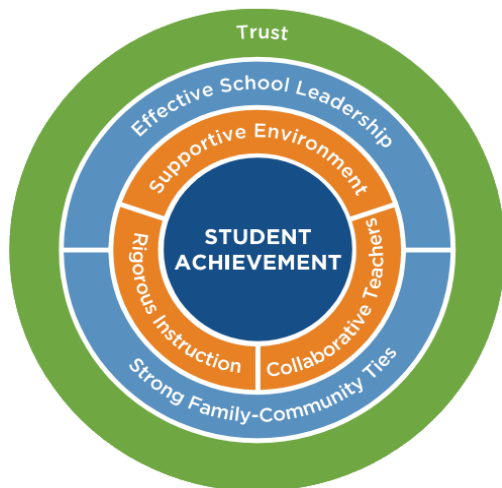 Trust
Effective School Leadership
Supportive Environment
STUDENT
ACHIEVEMENT
Rigorous Instruction
Collaborative Teachers
Strong Family-Community Ties